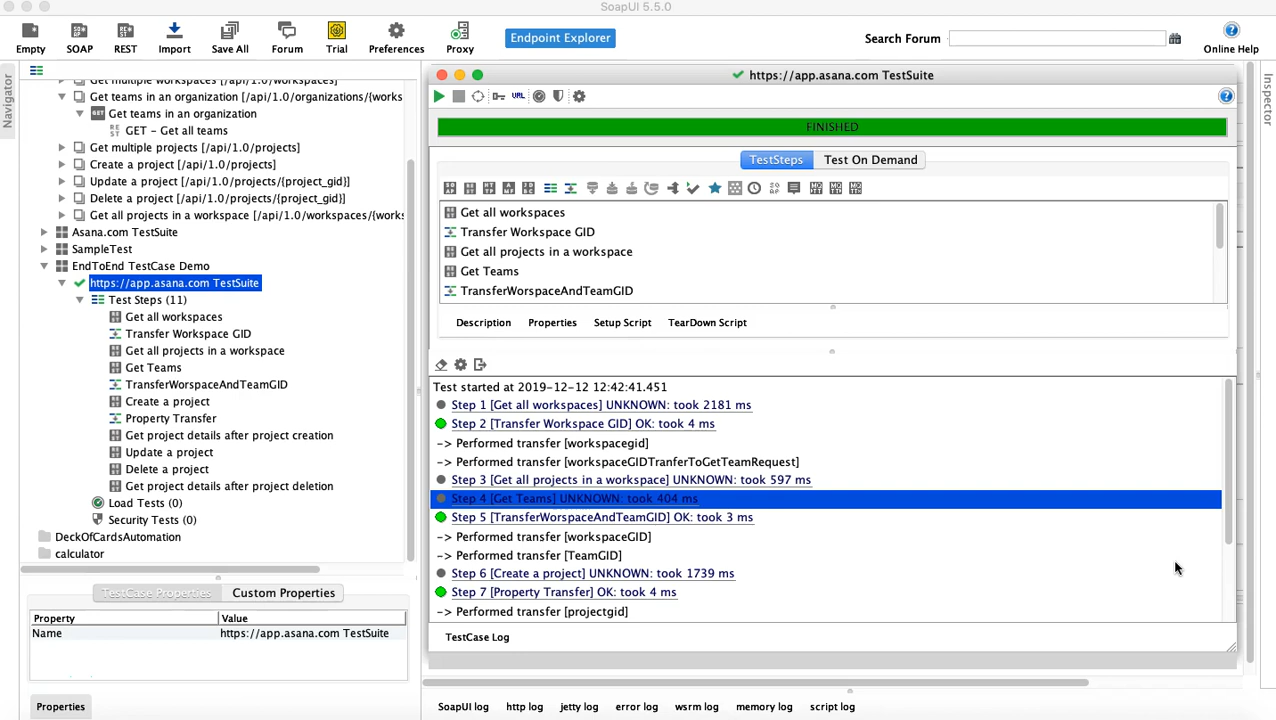 SoapUI 5.5.0
Empty
SOAP
REST
Import
Save All
Forum
Trial
Preferences
Proxy
Endpoint Explorer
Search Forum
Online Help
Navigator
Get multiple workspaces [/api/1.0/workspaces]
Get teams in an organization [/api/1.0/organizations/{works
GET
Get teams in an organization
REST
GET - Get all teams
Get multiple projects [/api/1.0/projects]
Create a project [/api/1.0/projects]
Update a project [/api/1.0/projects/{project_gid}]
Delete a project [/api/1.0/projects/{project_gid}]
Get all projects in a workspace [/api/1.0/workspaces/{works
Asana.com TestSuite
SampleTest
EndToEnd TestCase Demo
https://app.asana.com TestSuite
Test Steps (11)
Get all workspaces
Transfer Workspace GID
Get all projects in a workspace
Get Teams
TransferWorspaceAndTeamGID
Create a project
Property Transfer
Get project details after project creation
Update a project
Delete a project
Get project details after project deletion
Load Tests (0)
Security Tests (0)
DeckOfCardsAutomation
calculator
TestCase Properties
Custom Properties
Property
Value
Name
https://app.asana.com TestSuite
Properties
https://app.asana.com TestSuite
URL
FINISHED
TestSteps
Test On Demand
Get all workspaces
Transfer Workspace GID
Get all projects in a workspace
Get Teams
TransferWorspaceAndTeamGID
Description
Properties
Setup Script
TearDown Script
Test started at 2019-12-12 12:42:41.451
Step 1 [Get all workspaces] UNKNOWN: took 2181 ms
Step 2 [Transfer Workspace GID] OK: took 4 ms
-> Performed transfer [workspacegid]
-> Performed transfer [workspaceGIDTranferToGetTeamRequest]
Step 3 [Get all projects in a workspace] UNKNOWN: took 597 ms
Step 4 [Get Teams] UNKNOWN: took 404 ms
Step 5 [TransferWorspaceAndTeamGID] OK: took 3 ms
-> Performed transfer [workspaceGID]
-> Performed transfer [TeamGID]
Step 6 [Create a project] UNKNOWN: took 1739 ms
Step 7 [Property Transfer] OK: took 4 ms
-> Performed transfer [projectgid]
TestCase Log
SoapUI log
http log
jetty log
error log
wsrm log
memory log
script log
Inspector